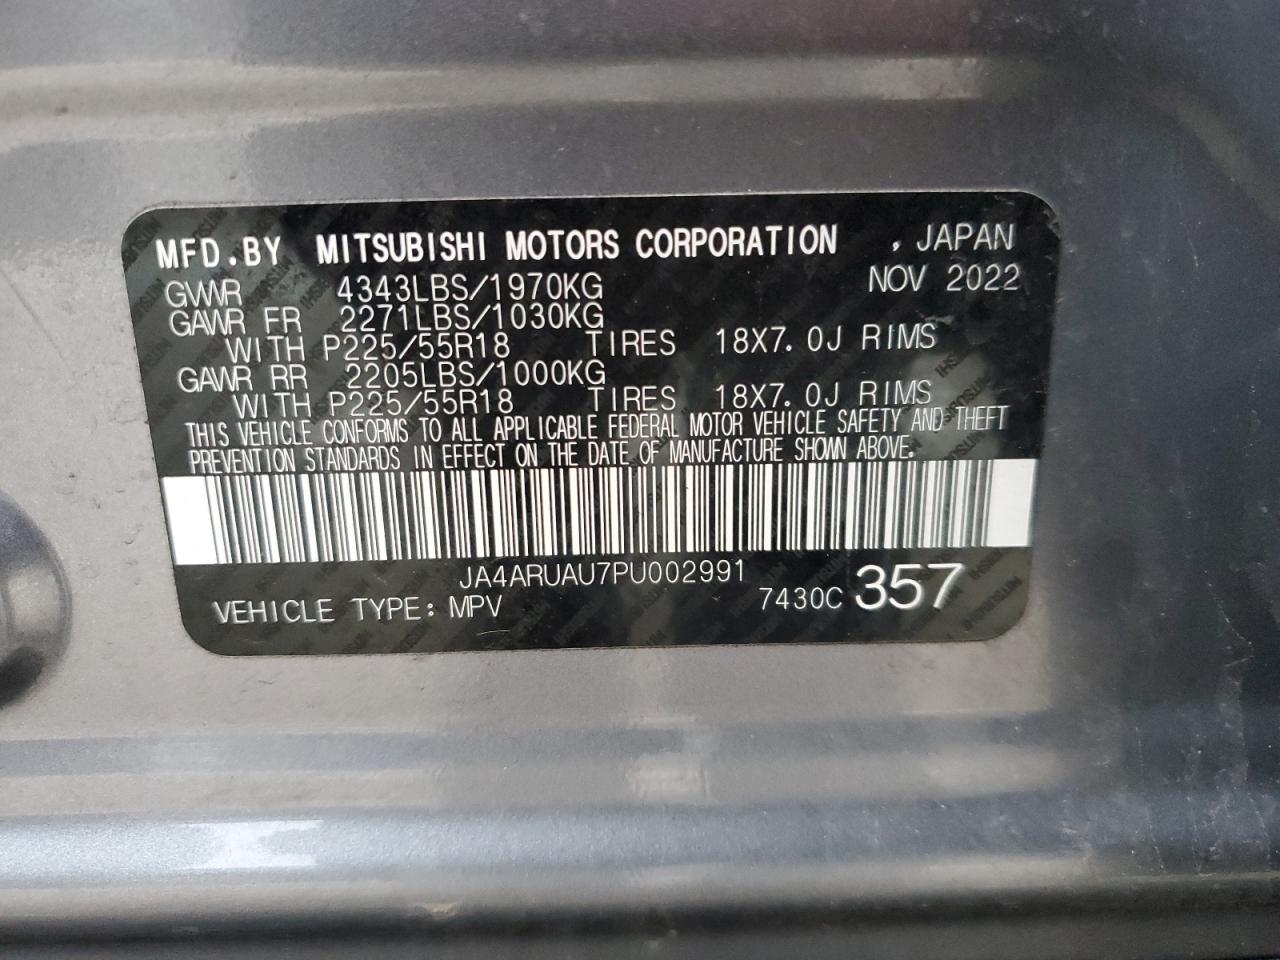 MFD.BY MITSUBISHI MOTORS CORPORATION , JAPAN
GVWR 4343LBS/1970KG NOV 2022
GAWR FR 2271LBS/1030KG
WITH P225/55R18 TIRES 18X7.0J RIMS
GAWR RR 2205LBS/1000KG
WITH P225/55R18 TIRES 18X7.0J RIMS
THIS VEHICLE CONFORMS TO ALL APPLICABLE FEDERAL MOTOR VEHICLE SAFETY AND THEFT
PREVENTION STANDARDS IN EFFECT ON THE DATE OF MANUFACTURE SHOWN ABOVE.
JA4ARUAU7PU002991
VEHICLE TYPE: MPV 7430C 357